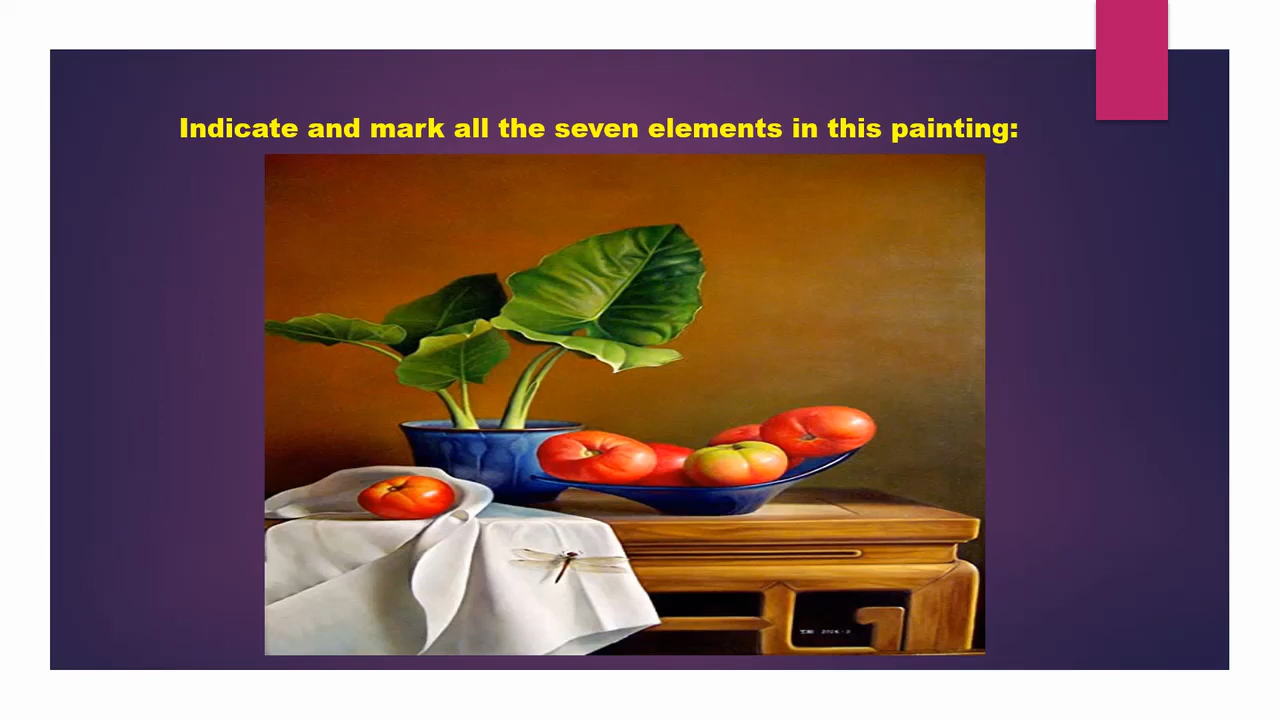 Indicate and mark all the seven elements in this painting: